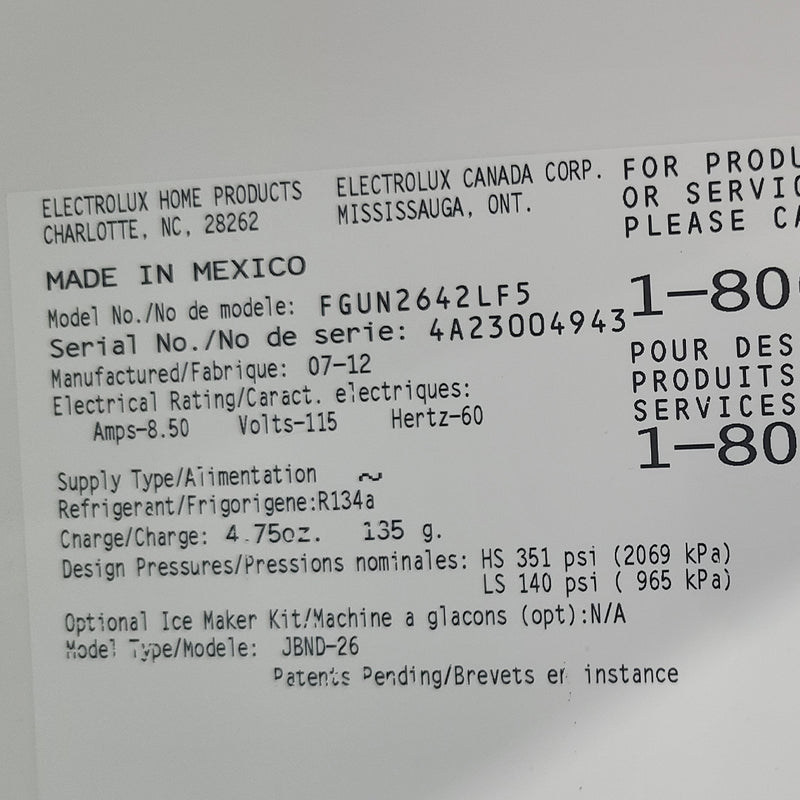 ELECTROLUX HOME PRODUCTS
CHARLOTTE, NC, 28262
ELECTROLUX CANADA CORP.
MISSISSAUGA, ONT.
FOR PRODU
OR SERVIC
PLEASE CA
1-80
MADE IN MEXICO
Model No./No de modele: FGUN2642LF5
Serial No./No de serie: 4A23004943
Manufactured/Fabrique: 07-12
Electrical Rating/Caract. electriques:
Amps-8.50 Volts-115 Hertz-60
POUR DES
PRODUITS
SERVICES
1-80
Supply Type/Alimentation ~
Refrigerant/Frigorigene:R134a
Charge/Charge: 4.75oz. 135 g.
Design Pressures/Pressions nominales: HS 351 psi (2069 kPa)
LS 140 psi ( 965 kPa)
Optional Ice Maker Kit/Machine a glacons (opt):N/A
Model Type/Modele: JBND-26
Patents Pending/Brevets en instance